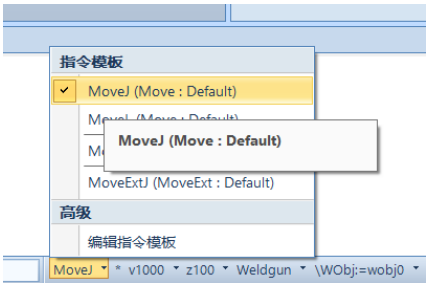 指令模板
MoveJ (Move : Default)
MoveJ (Move : Default)
MoveExtJ (MoveExt : Default)
高级
编辑指令模板
MoveJ * v1000 z100 Weldgun \WObj:=wobj0